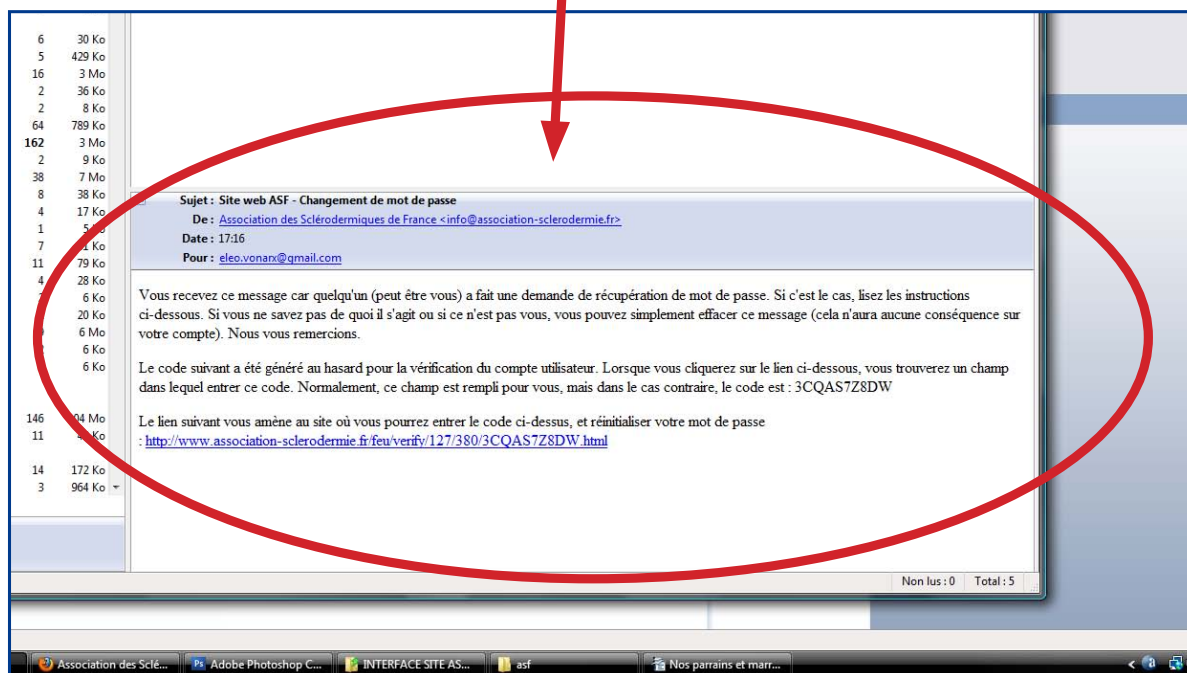 6 30 Ko
5 429 Ko
16 3 Mo
2 36 Ko
2 8 Ko
64 789 Ko
162 3 Mo
2 9 Ko
38 7 Mo
8 38 Ko
4 17 Ko
1 Ko
7 Ko
11 79 Ko
4 28 Ko
6 Ko
20 Ko
6 Mo
6 Ko
6 Ko
146 04 Mo
11 Ko
14 172 Ko
3 964 Ko
Sujet : Site web ASF - Changement de mot de passe
De : Association des Sclérodermiques de France <info@association-sclerodermie.fr>
Date : 17:16
Pour : eleo.vonarx@gmail.com
Vous recevez ce message car quelqu'un (peut être vous) a fait une demande de récupération de mot de passe. Si c'est le cas, lisez les instructions
ci-dessous. Si vous ne savez pas de quoi il s'agit ou si ce n'est pas vous, vous pouvez simplement effacer ce message (cela n'aura aucune conséquence sur
votre compte). Nous vous remercions.
Le code suivant a été généré au hasard pour la vérification du compte utilisateur. Lorsque vous cliquerez sur le lien ci-dessous, vous trouverez un champ
dans lequel entrer ce code. Normalement, ce champ est rempli pour vous, mais dans le cas contraire, le code est : 3CQAS7Z8DW
Le lien suivant vous amène au site où vous pourrez entrer le code ci-dessus, et réinitialiser votre mot de passe
: http://www.association-sclerodermie.fr/feu/verify/127/380/3CQAS7Z8DW.html
Non lus : 0 Total : 5
Association des Sclé... Ps Adobe Photoshop C... INTERFACE SITE AS... asf Nos parrains et marr...